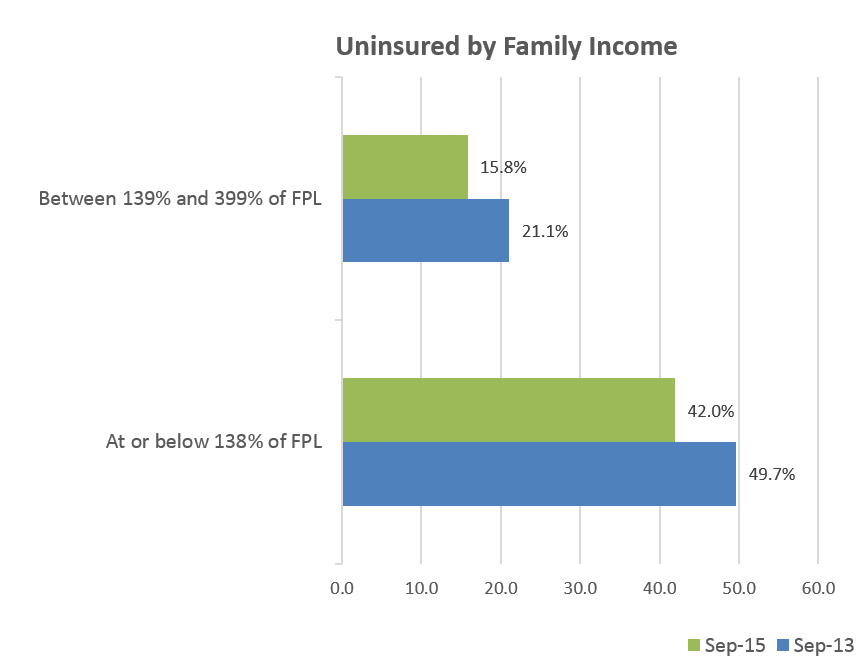 Uninsured by Family Income
15.8%
Between 139% and 399% of FPL
21.1%
42.0%
At or below 138% of FPL
49.7%
0.0 10.0 20.0 30.0 40.0 50.0 60.0
Sep-15 Sep-13